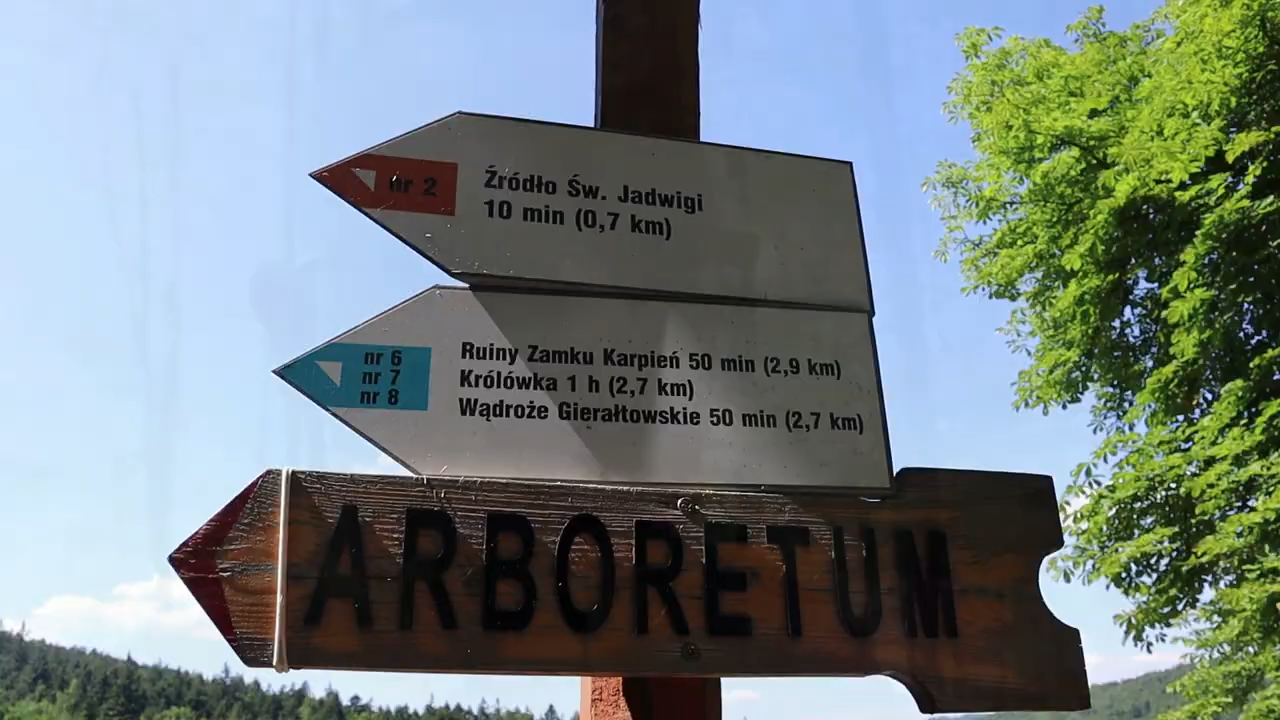 nr 2
Źródło Św. Jadwigi
10 min (0,7 km)
nr 6
nr 7
nr 8
Ruiny Zamku Karpień 50 min (2,9 km)
Królówka 1 h (2,7 km)
Wądroże Gierałtowskie 50 min (2,7 km)
ARBORETUM